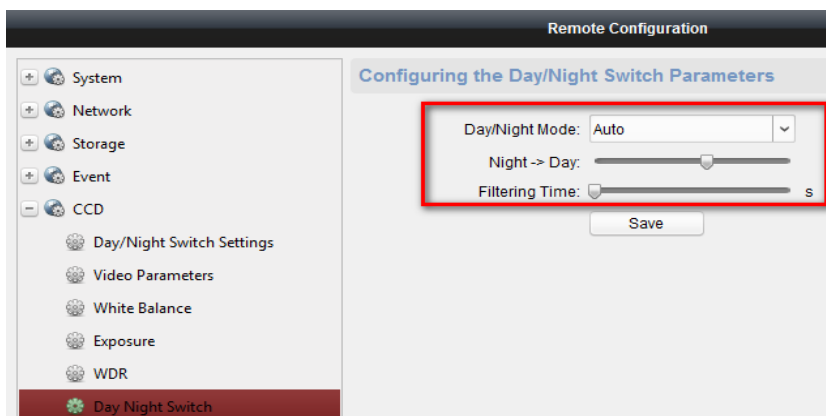 Remote Configuration
System
Network
Storage
Event
CCD
Day/Night Switch Settings
Video Parameters
White Balance
Exposure
WDR
Day Night Switch
Configuring the Day/Night Switch Parameters
Day/Night Mode: Auto
Night -> Day:
Filtering Time: s
Save